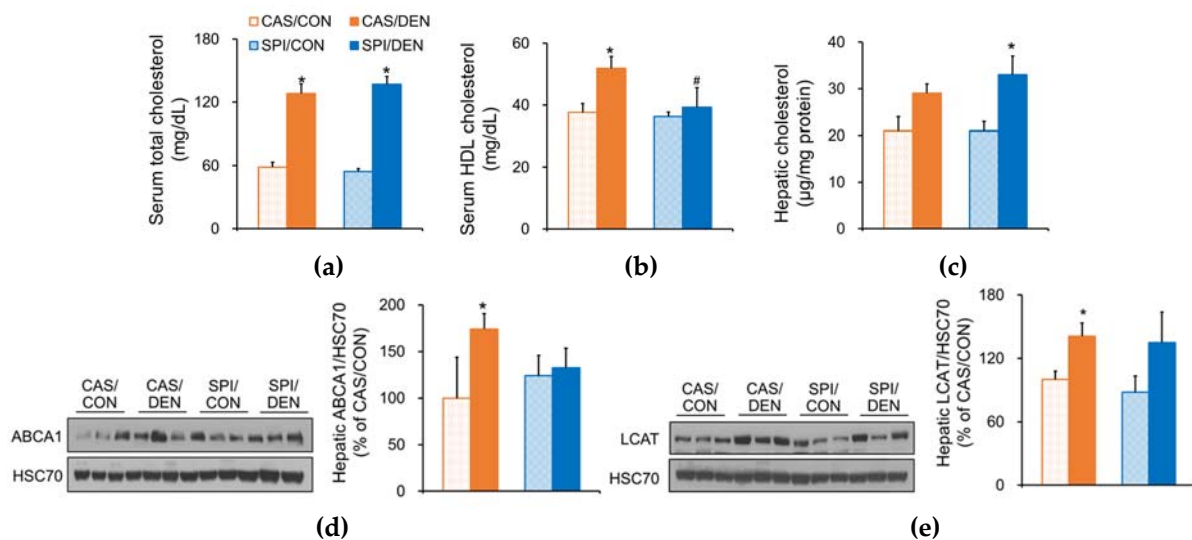 CAS/CON CAS/DEN
SPI/CON SPI/DEN
Serum total cholesterol
(mg/dL)
180
120
60
0
*
*
(a)
Serum HDL cholesterol
(mg/dL)
60
40
20
0
*
#
(b)
Hepatic cholesterol
(µg/mg protein)
40
30
20
10
0
*
(c)
CAS/
CON
CAS/
DEN
SPI/
CON
SPI/
DEN
ABCA1
HSC70
Hepatic ABCA1/HSC70
(% of CAS/CON)
200
150
100
50
0
*
(d)
CAS/
CON
CAS/
DEN
SPI/
CON
SPI/
DEN
LCAT
HSC70
Hepatic LCAT/HSC70
(% of CAS/CON)
180
120
60
0
*
(e)